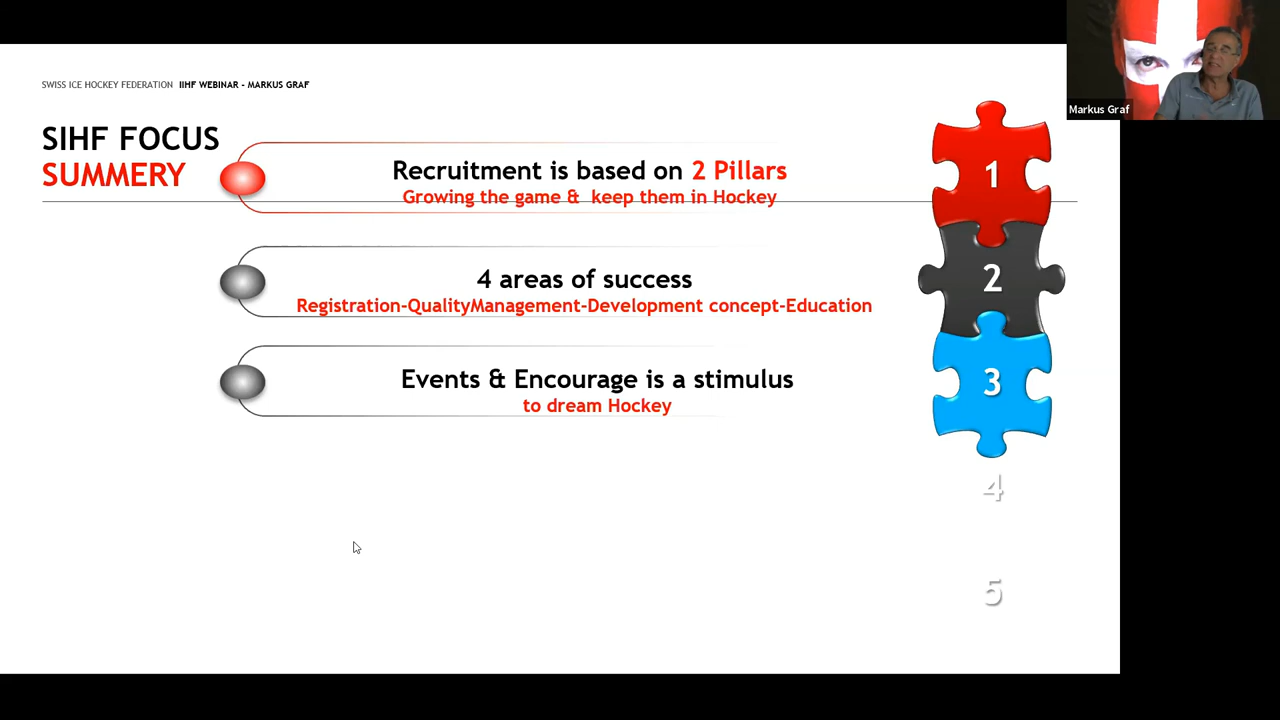 SWISS ICE HOCKEY FEDERATION IIHF WEBINAR - MARKUS GRAF
Markus Graf
SIHF FOCUS
SUMMERY
Recruitment is based on 2 Pillars
Growing the game & keep them in Hockey
1
4 areas of success
Registration-QualityManagement-Development concept-Education
2
Events & Encourage is a stimulus
to dream Hockey
3
4
5